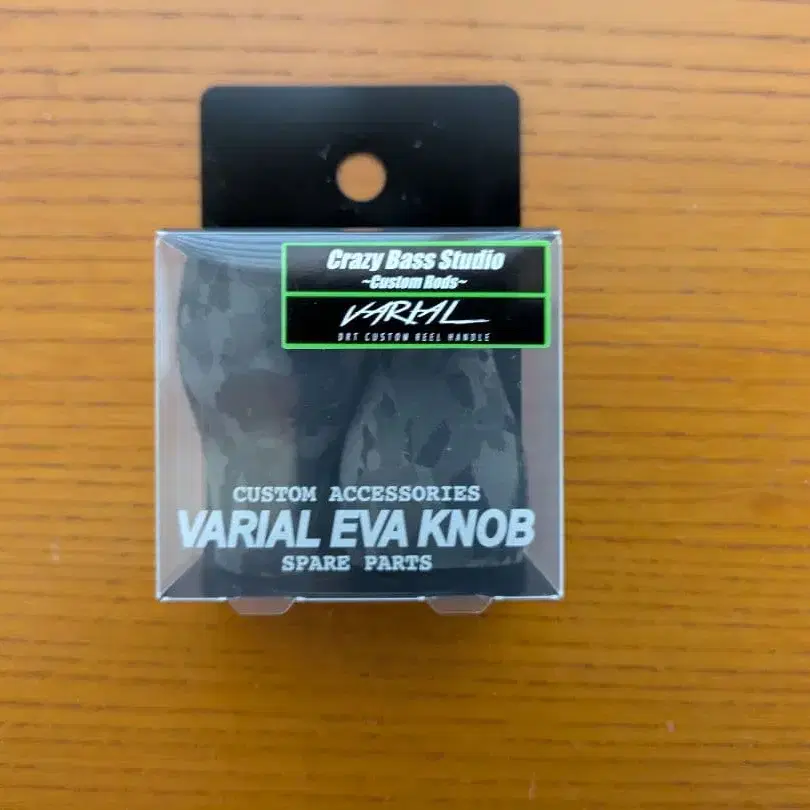 Crazy Bass Studio
~Custom Rods~
VARIAL
DRT CUSTOM REEL HANDLE
CUSTOM ACCESSORIES
VARIAL EVA KNOB
SPARE PARTS